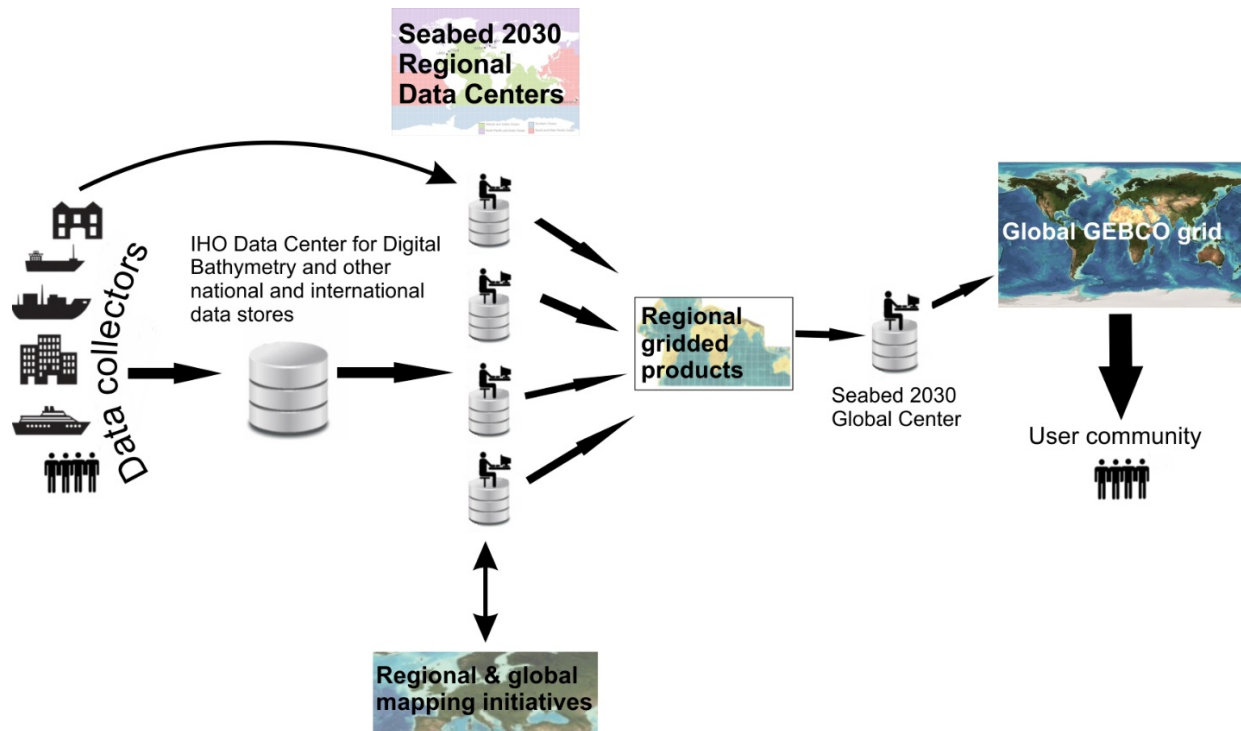 Seabed 2030
Regional
Data Centers
IHO Data Center for Digital
Bathymetry and other
national and international
data stores
Data collectors
Regional
gridded
products
Seabed 2030
Global Center
Global GEBCO grid
User community
Regional & global
mapping initiatives